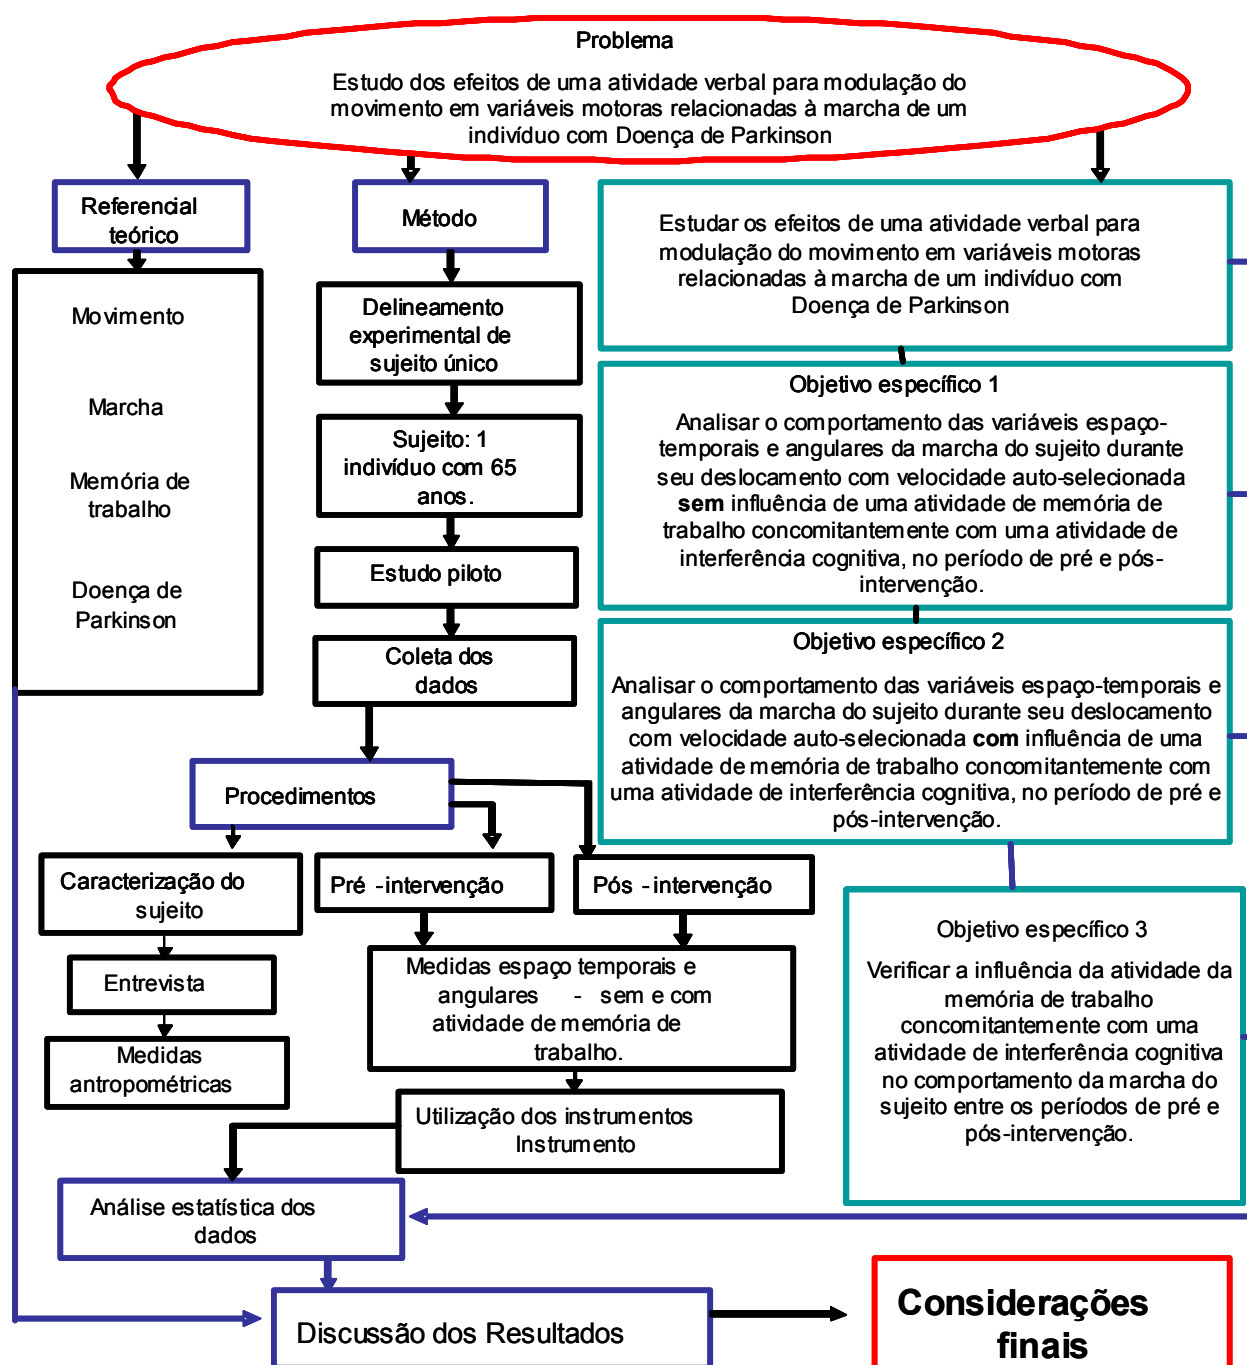 Problema
Estudo dos efeitos de uma atividade verbal para modulação do
movimento em variáveis motoras relacionadas à marcha de um
indivíduo com Doença de Parkinson
Referencial
teórico
Movimento
Marcha
Memória de
trabalho
Doença de
Parkinson
Método
Delineamento
experimental de
sujeito único
Sujeito: 1
indivíduo com 65
anos.
Estudo piloto
Coleta dos
dados
Procedimentos
Caracterização do
sujeito
Entrevista
Medidas
antropométricas
Pré - intervenção
Pós - intervenção
Medidas espaço temporais e
angulares - sem e com
atividade de memória de
trabalho.
Utilização dos instrumentos
Instrumento
Análise estatística dos
dados
Discussão dos Resultados
Estudar os efeitos de uma atividade verbal para
modulação do movimento em variáveis motoras
relacionadas à marcha de um indivíduo com
Doença de Parkinson
Objetivo específico 1
Analisar o comportamento das variáveis espaço-
temporais e angulares da marcha do sujeito durante
seu deslocamento com velocidade auto-selecionada
sem influência de uma atividade de memória de
trabalho concomitantemente com uma atividade de
interferência cognitiva, no período de pré e pós-
intervenção.
Objetivo específico 2
Analisar o comportamento das variáveis espaço-temporais e
angulares da marcha do sujeito durante seu deslocamento
com velocidade auto-selecionada com influência de uma
atividade de memória de trabalho concomitantemente com
uma atividade de interferência cognitiva, no período de pré e
pós-intervenção.
Objetivo específico 3
Verificar a influência da atividade da
memória de trabalho
concomitantemente com uma
atividade de interferência cognitiva
no comportamento da marcha do
sujeito entre os períodos de pré e
pós-intervenção.
Considerações
finais